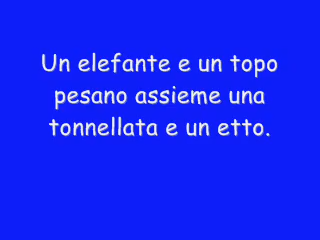 Un elefante e un topo
pesano assieme una
tonnellata e un etto.